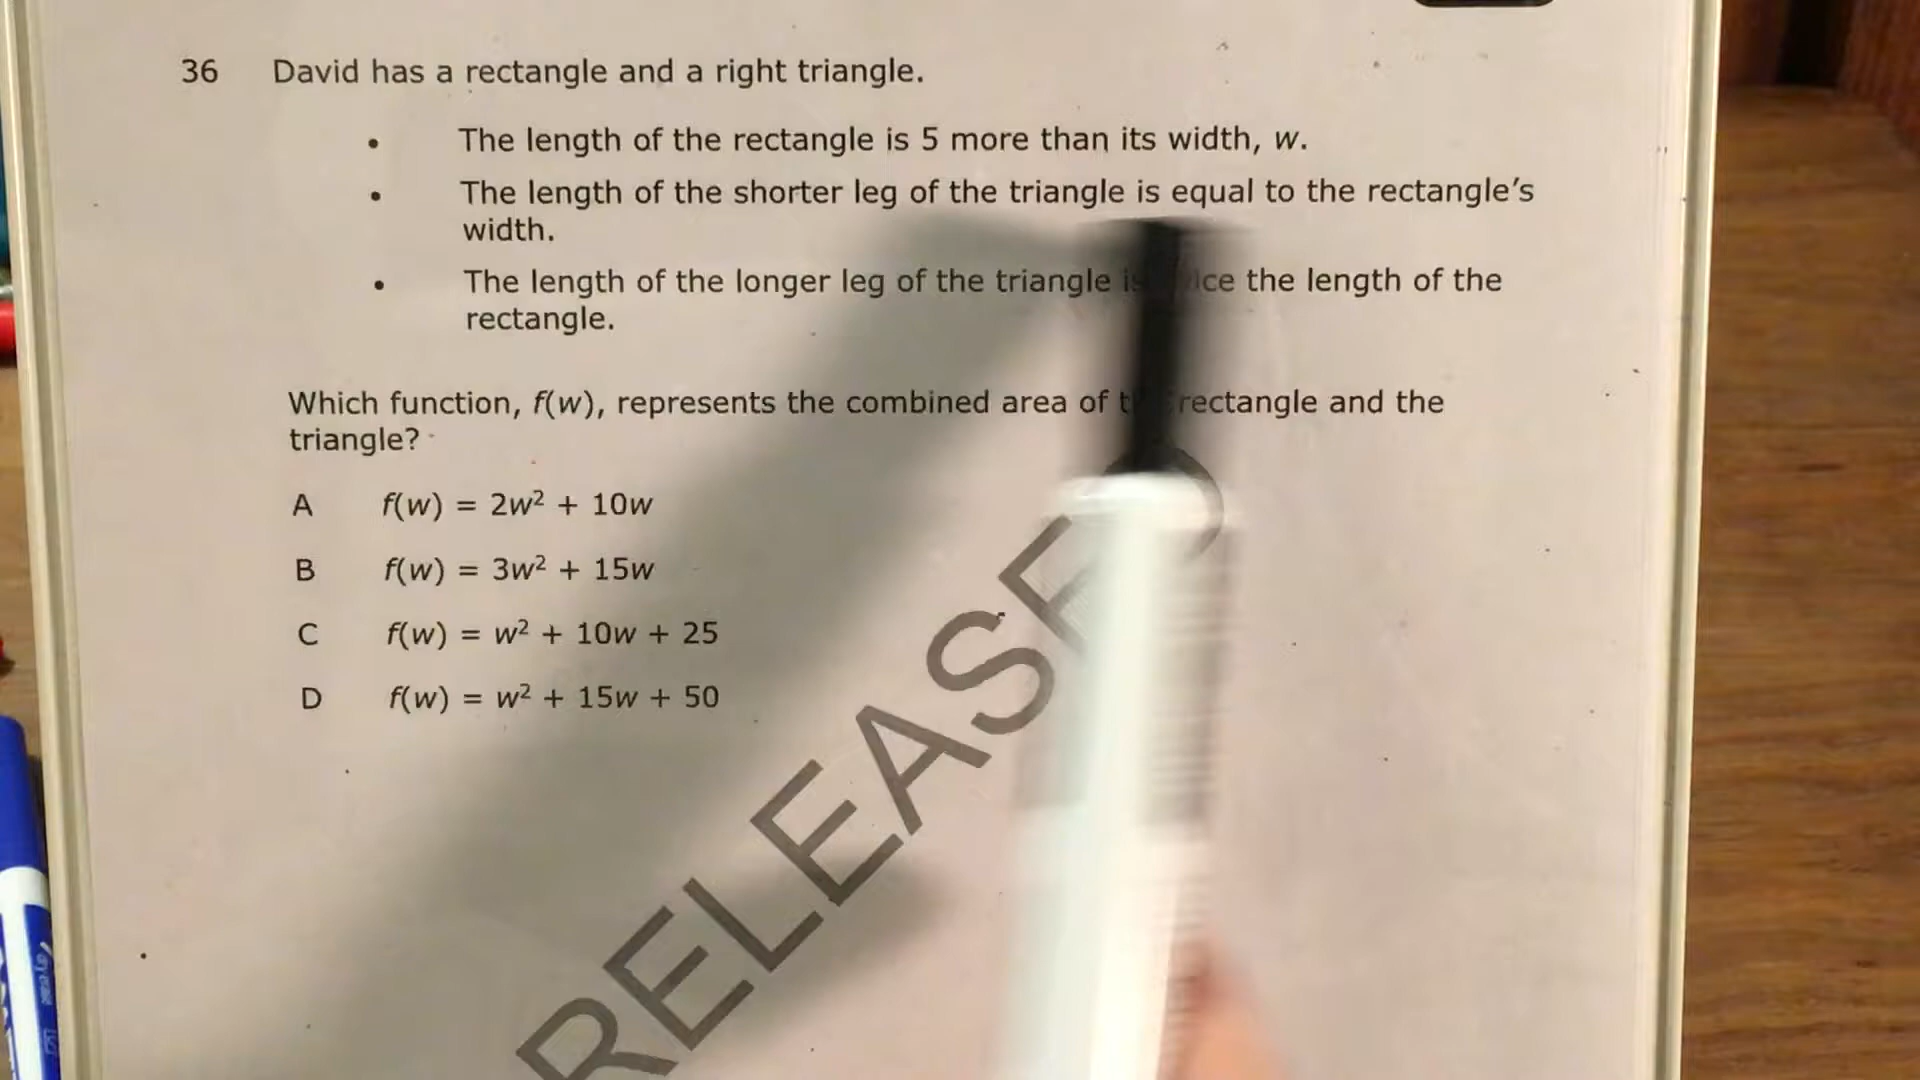 36 David has a rectangle and a right triangle.
• The length of the rectangle is 5 more than its width, w.
• The length of the shorter leg of the triangle is equal to the rectangle's
width.
• The length of the longer leg of the triangle is the length of the
rectangle.
Which function, f(w), represents the combined area of rectangle and the
triangle?
A f(w) = 2w² + 10w
B f(w) = 3w² + 15w
C f(w) = w² + 10w + 25
D f(w) = w² + 15w + 50